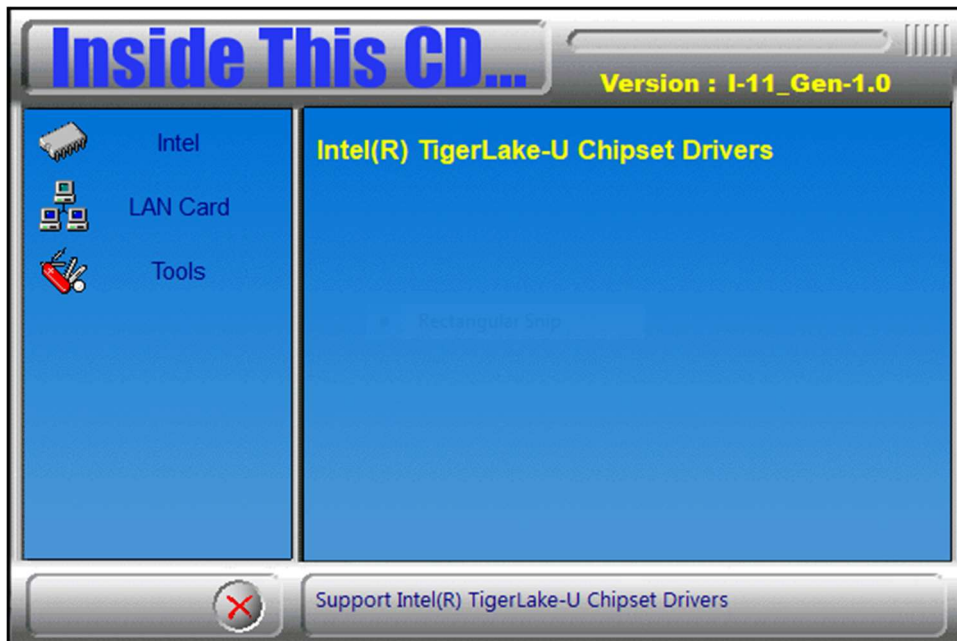 Inside This CD...
Version : I-11_Gen-1.0
Intel
LAN Card
Tools
Intel(R) TigerLake-U Chipset Drivers
Rectangular Snip
Support Intel(R) TigerLake-U Chipset Drivers